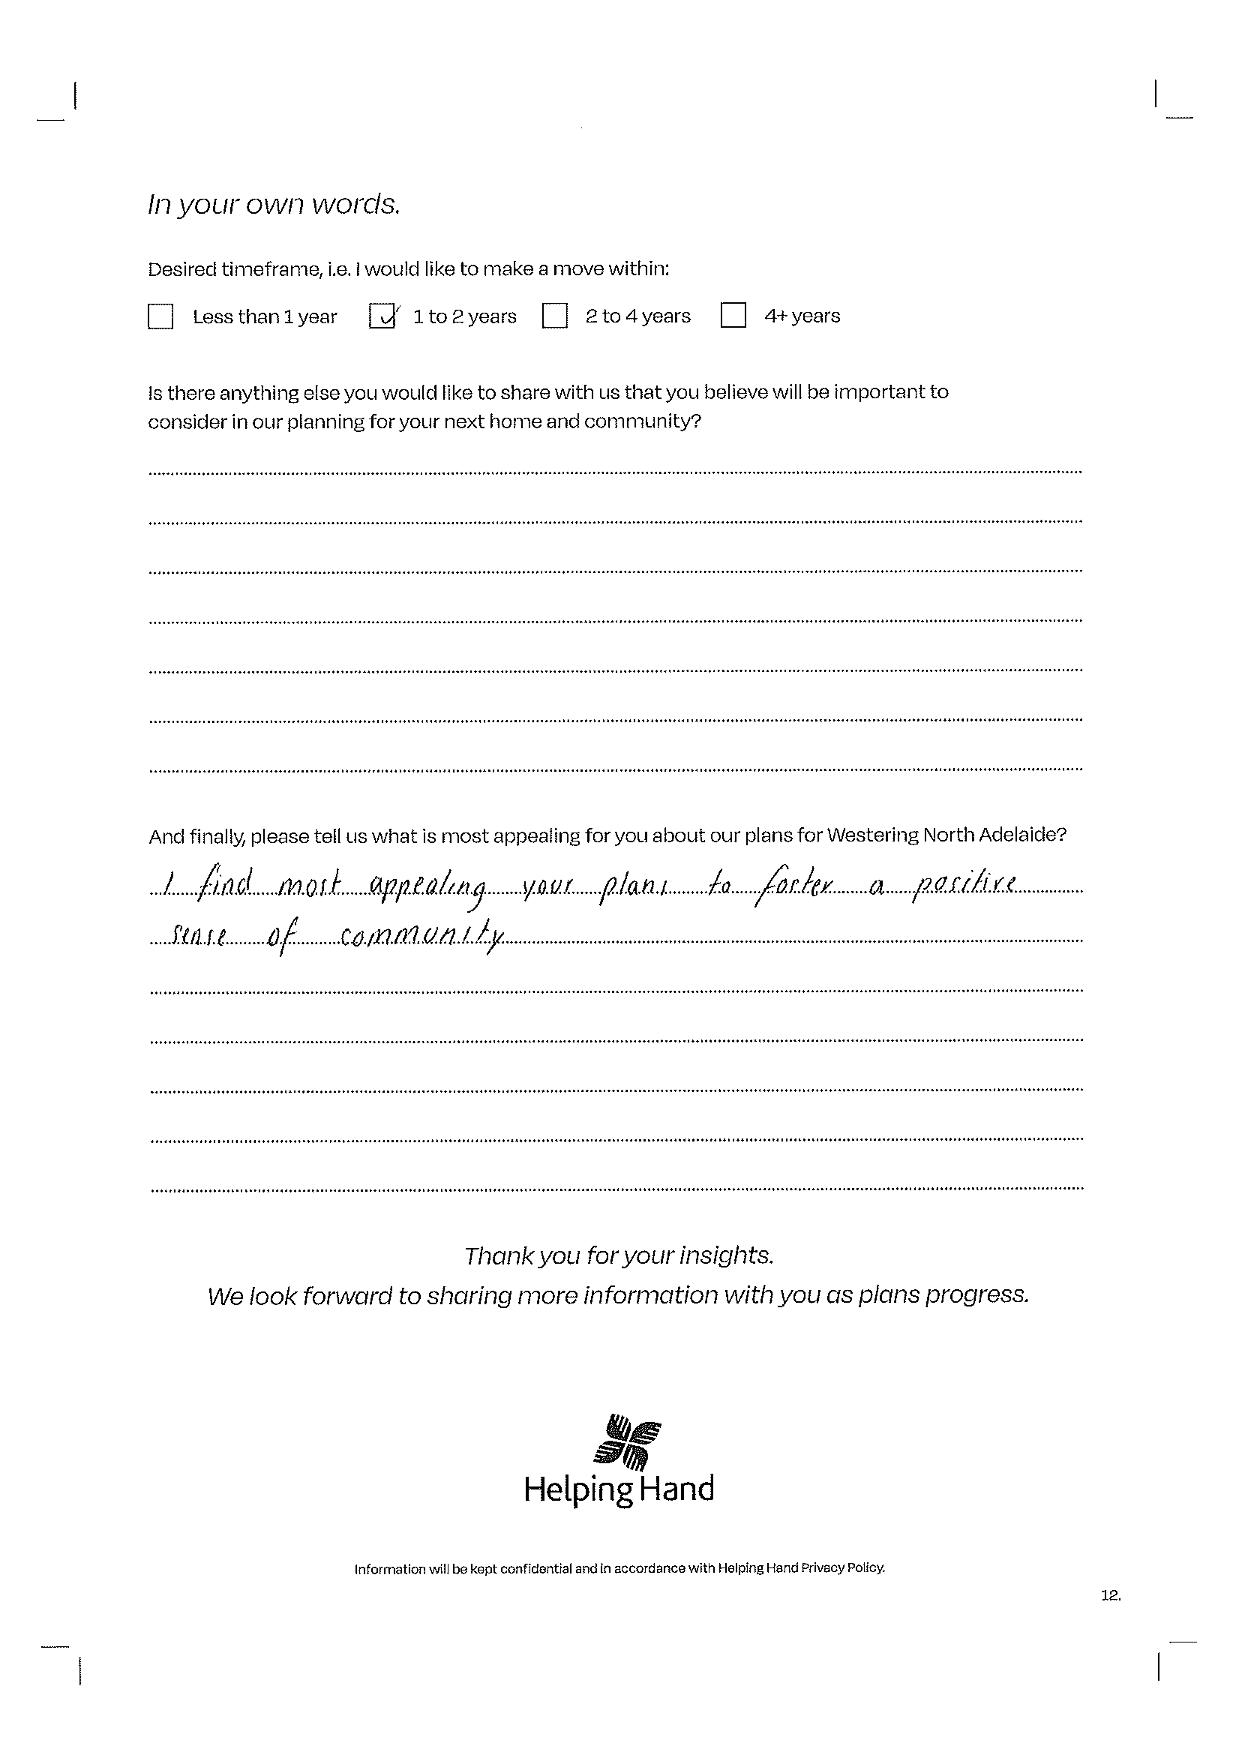 In your own words.
Desired timeframe, i.e. I would like to make a move within:
Less than 1 year 1 to 2 years 2 to 4 years 4+ years
Is there anything else you would like to share with us that you believe will be important to
consider in our planning for your next home and community?
And finally, please tell us what is most appealing for you about our plans for Westering North Adelaide?
I find most appealing your plans to foster a positive
sense of community
Thank you for your insights.
We look forward to sharing more information with you as plans progress.
Helping Hand
Information will be kept confidential and in accordance with Helping Hand Privacy Policy.
12.